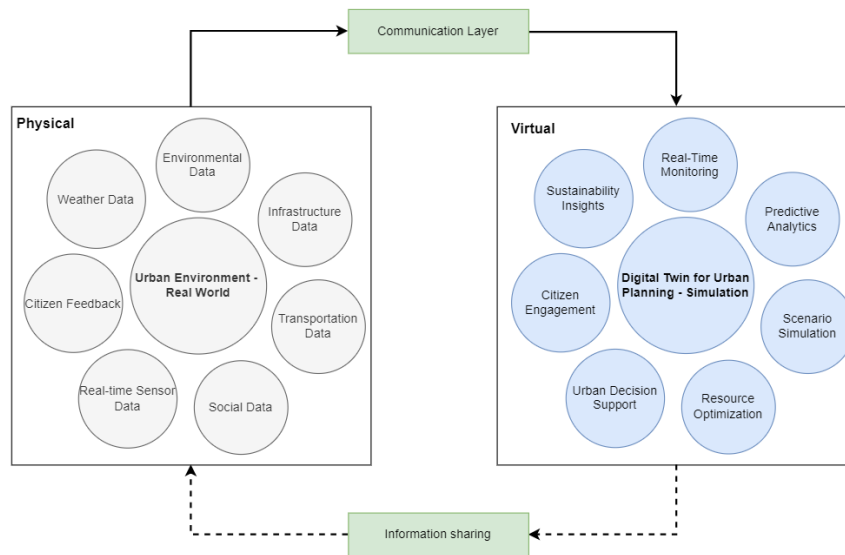 Communication Layer
Physical
Environmental
Data
Weather Data
Infrastructure
Data
Urban Environment -
Real World
Citizen Feedback
Transportation
Data
Real-time Sensor
Data
Social Data
Virtual
Real-Time
Monitoring
Sustainability
Insights
Predictive
Analytics
Digital Twin for Urban
Planning - Simulation
Citizen
Engagement
Scenario
Simulation
Urban Decision
Support
Resource
Optimization
Information sharing